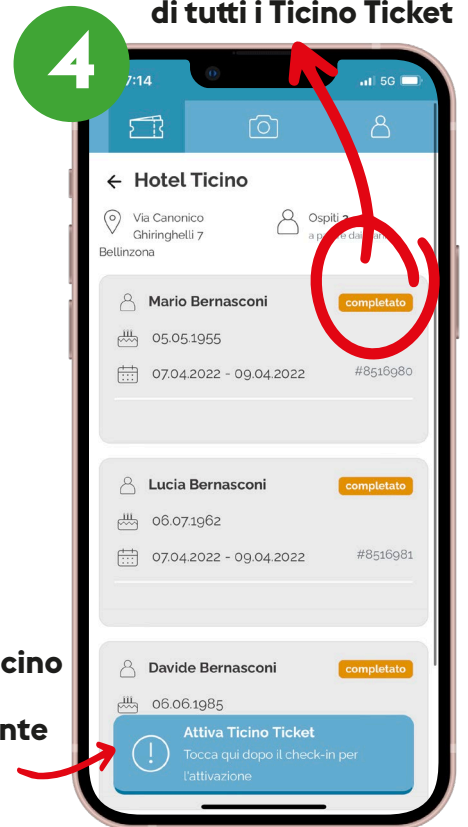 di tutti i Ticino Ticket
4
7:14
5G
← Hotel Ticino
Via Canonico
Ghiringhelli 7
Bellinzona
Ospiti
Mario Bernasconi
completato
05.05.1955
07.04.2022 - 09.04.2022
#8516980
Lucia Bernasconi
completato
06.07.1962
07.04.2022 - 09.04.2022
#8516981
Davide Bernasconi
completato
06.06.1985
cino
nte
Attiva Ticino Ticket
Tocca qui dopo il check-in per
l'attivazione